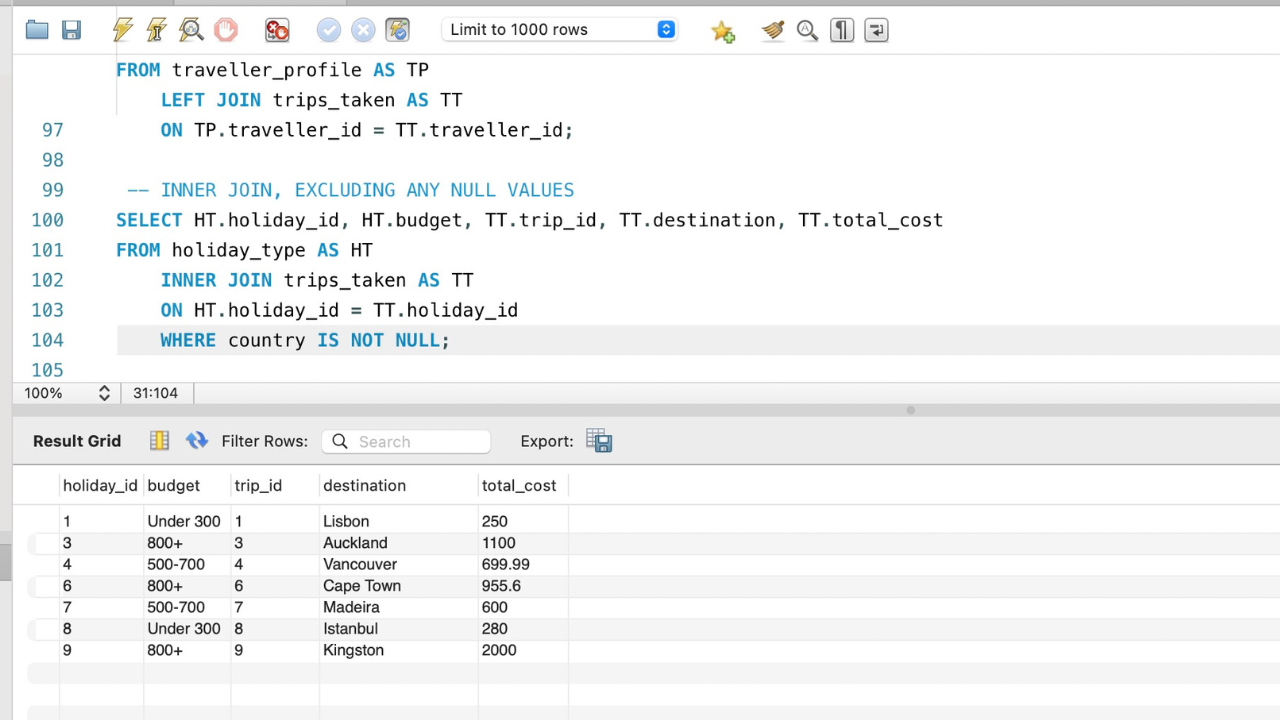 Limit to 1000 rows
FROM traveller_profile AS TP
LEFT JOIN trips_taken AS TT
97 ON TP.traveller_id = TT.traveller_id;
98
99 -- INNER JOIN, EXCLUDING ANY NULL VALUES
100 SELECT HT.holiday_id, HT.budget, TT.trip_id, TT.destination, TT.total_cost
101 FROM holiday_type AS HT
102 INNER JOIN trips_taken AS TT
103 ON HT.holiday_id = TT.holiday_id
104 WHERE country IS NOT NULL;
105
100% 31:104
Result Grid Filter Rows: Search Export:
holiday_id budget trip_id destination total_cost
1 Under 300 1 Lisbon 250
3 800+ 3 Auckland 1100
4 500-700 4 Vancouver 699.99
6 800+ 6 Cape Town 955.6
7 500-700 7 Madeira 600
8 Under 300 8 Istanbul 280
9 800+ 9 Kingston 2000